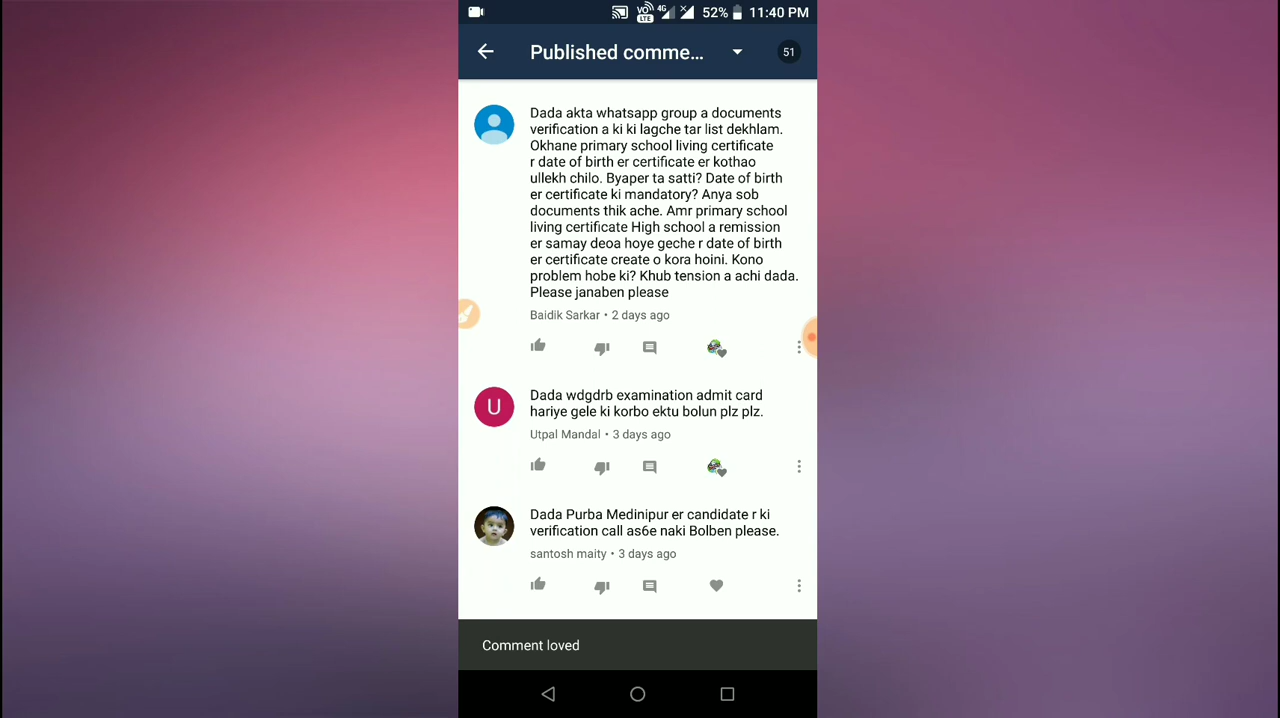 VO LTE 4G 52% 11:40 PM
Published comme... 51
Dada akta whatsapp group a documents
verification a ki ki lagche tar list dekhlam.
Okhane primary school living certificate
r date of birth er certificate er kothao
ullekh chilo. Byaper ta satti? Date of birth
er certificate ki mandatory? Anya sob
documents thik ache. Amr primary school
living certificate High school a remission
er samay deoa hoye geche r date of birth
er certificate create o kora hoini. Kono
problem hobe ki? Khub tension a achi dada.
Please janaben please
Baidik Sarkar • 2 days ago
U
Dada wdgdrb examination admit card
hariye gele ki korbo ektu bolun plz plz.
Utpal Mandal • 3 days ago
Dada Purba Medinipur er candidate r ki
verification call as6e naki Bolben please.
santosh maity • 3 days ago
Comment loved